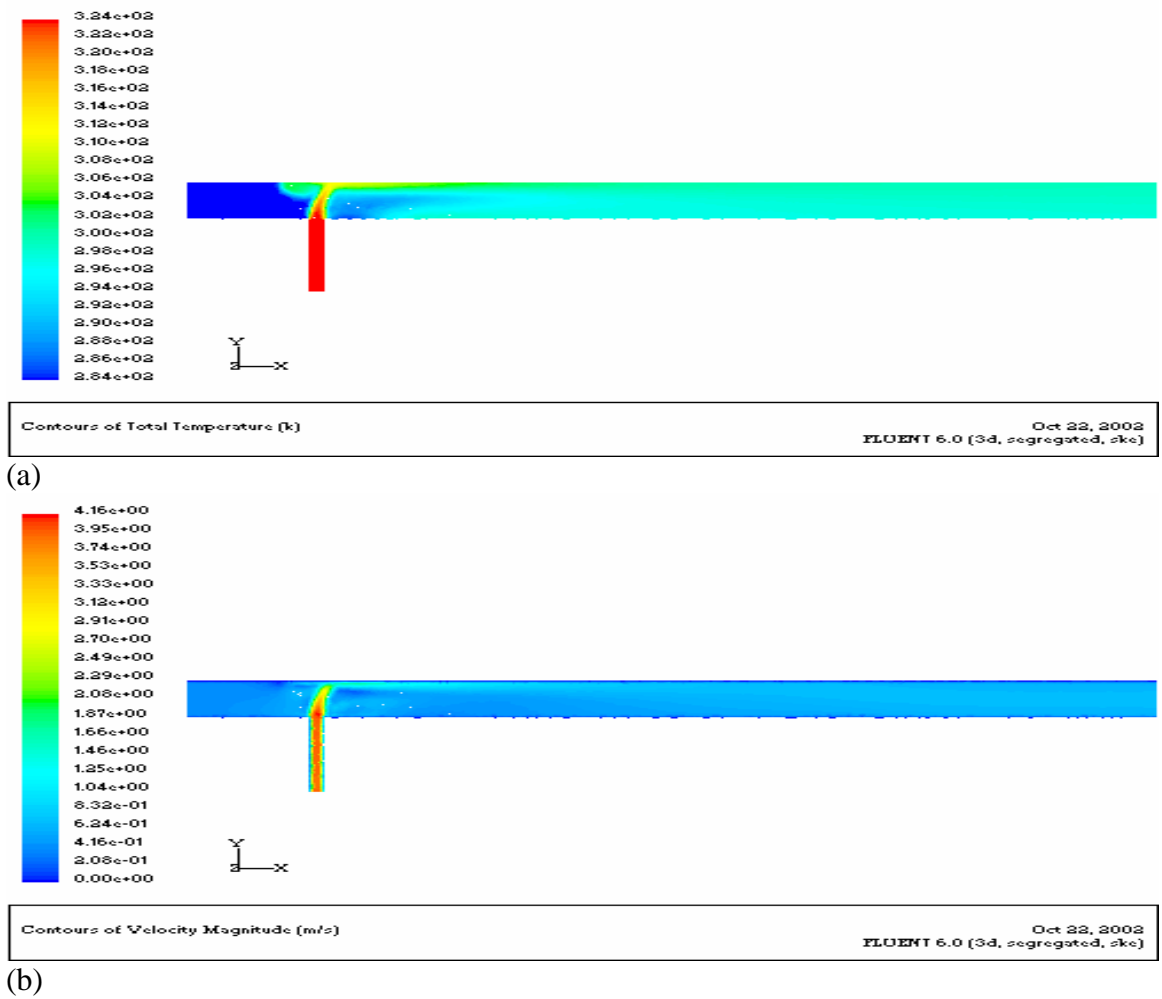 3.24e+02
3.22e+02
3.20e+02
3.18e+02
3.16e+02
3.14e+02
3.12e+02
3.10e+02
3.08e+02
3.06e+02
3.04e+02
3.02e+02
3.00e+02
2.98e+02
2.96e+02
2.94e+02
2.92e+02
2.90e+02
2.88e+02
2.86e+02
2.84e+02
Y
Z X
Contours of Total Temperature (k)
Oct 22, 2002
FLUENT 6.0 (3d, segregated, ske)
(a)
4.16e+00
3.95e+00
3.74e+00
3.53e+00
3.33e+00
3.12e+00
2.91e+00
2.70e+00
2.49e+00
2.29e+00
2.08e+00
1.87e+00
1.66e+00
1.46e+00
1.25e+00
1.04e+00
8.32e-01
6.24e-01
4.16e-01
2.08e-01
0.00e+00
Y
Z X
Contours of Velocity Magnitude (m/s)
Oct 22, 2002
FLUENT 6.0 (3d, segregated, ske)
(b)